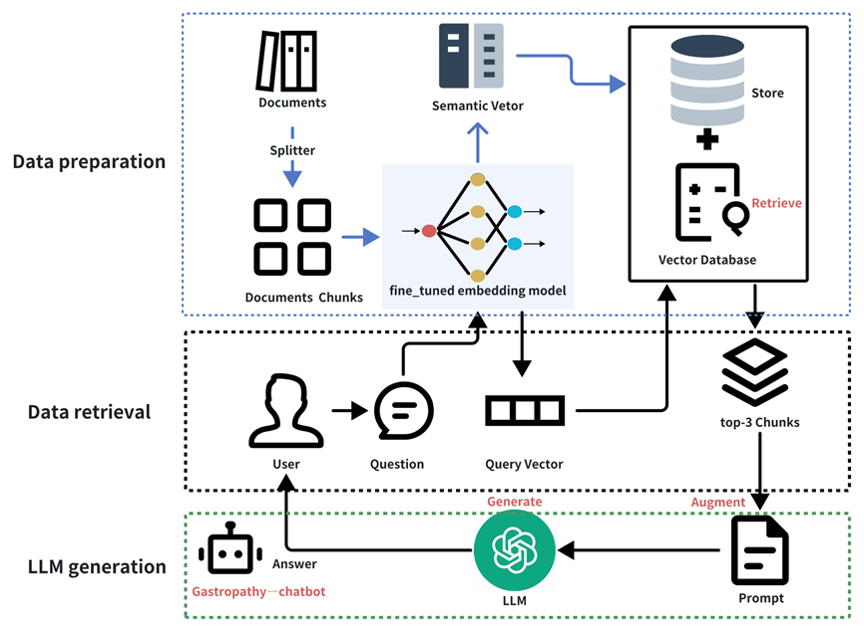 Documents
Semantic Vetor
Store
Splitter
Data preparation
Retrieve
Vector Database
fine_tuned embedding model
Documents Chunks
Data retrieval
top-3 Chunks
User
Question
Query Vector
Generate
Augment
LLM generation
Answer
Gastropathy—chatbot
LLM
Prompt